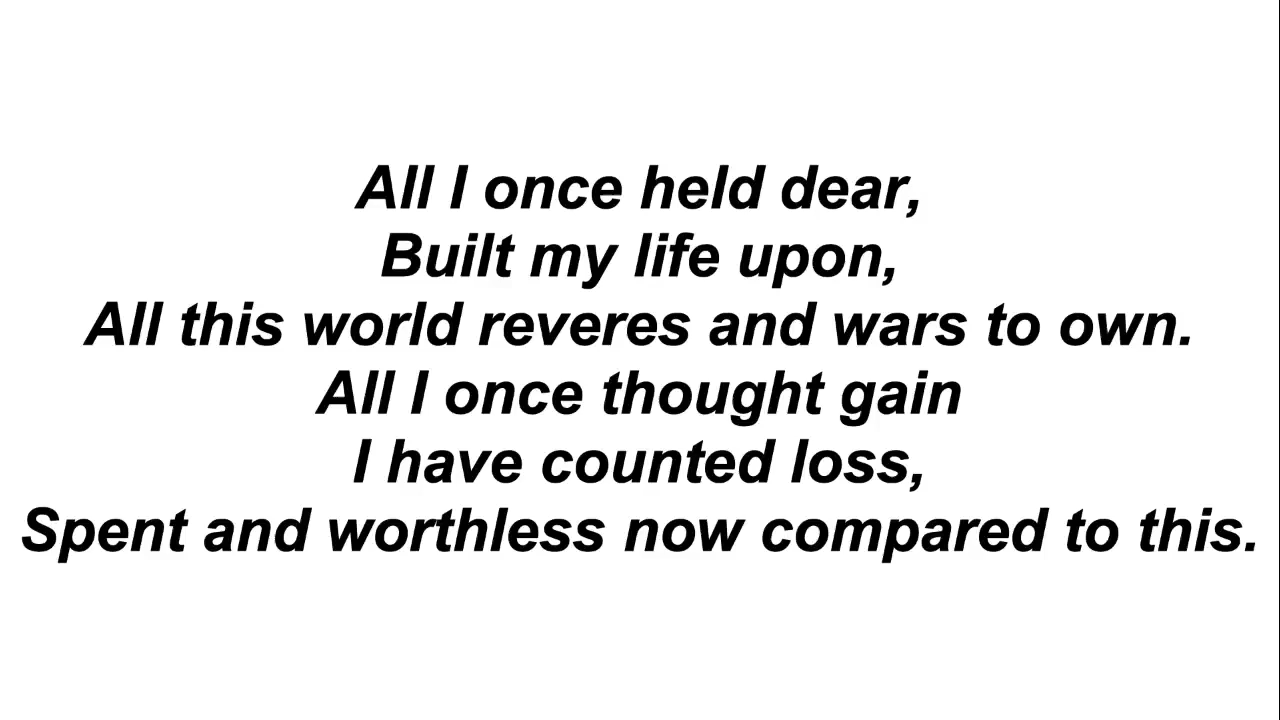 All I once held dear,
Built my life upon,
All this world reveres and wars to own.
All I once thought gain
I have counted loss,
Spent and worthless now compared to this.